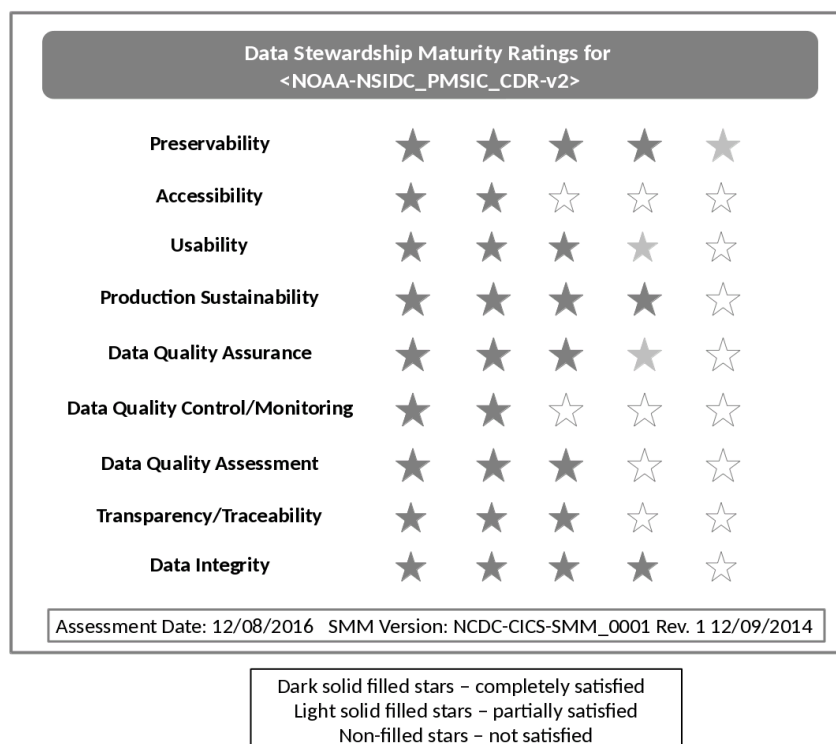 Data Stewardship Maturity Ratings for
<NOAA-NSIDC_PMSIC_CDR-v2>
Preservability
Accessibility
Usability
Production Sustainability
Data Quality Assurance
Data Quality Control/Monitoring
Data Quality Assessment
Transparency/Traceability
Data Integrity
Assessment Date: 12/08/2016 SMM Version: NCDC-CICS-SMM_0001 Rev. 1 12/09/2014
Dark solid filled stars – completely satisfied
Light solid filled stars – partially satisfied
Non-filled stars – not satisfied